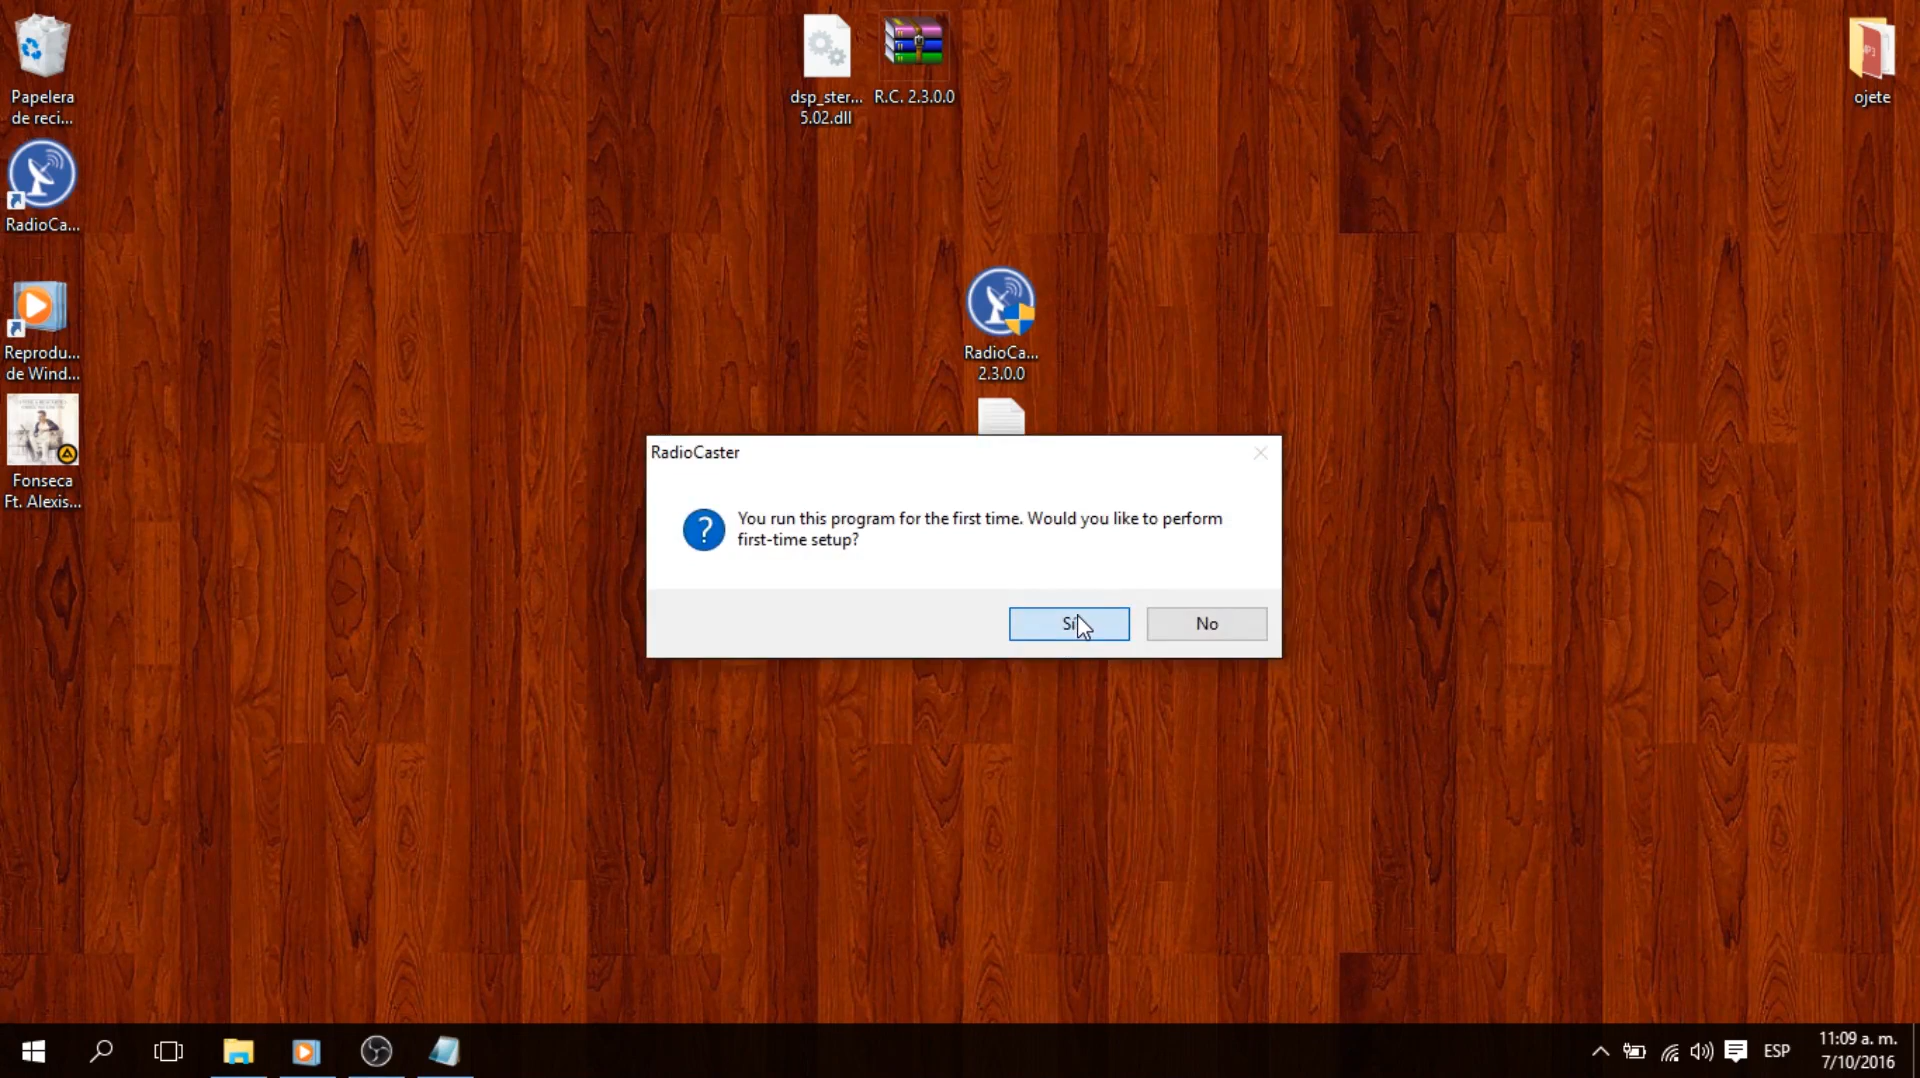 Papelera
de reci...
RadioCa...
Reprodu...
de Wind...
Fonseca
Ft. Alexis...
dsp_ster...
5.02.dll
R.C. 2.3.0.0
ojete
MP3
RadioCa...
2.3.0.0
RadioCaster
You run this program for the first time. Would you like to perform
first-time setup?
Sí
No
ESP
11:09 a. m.
7/10/2016